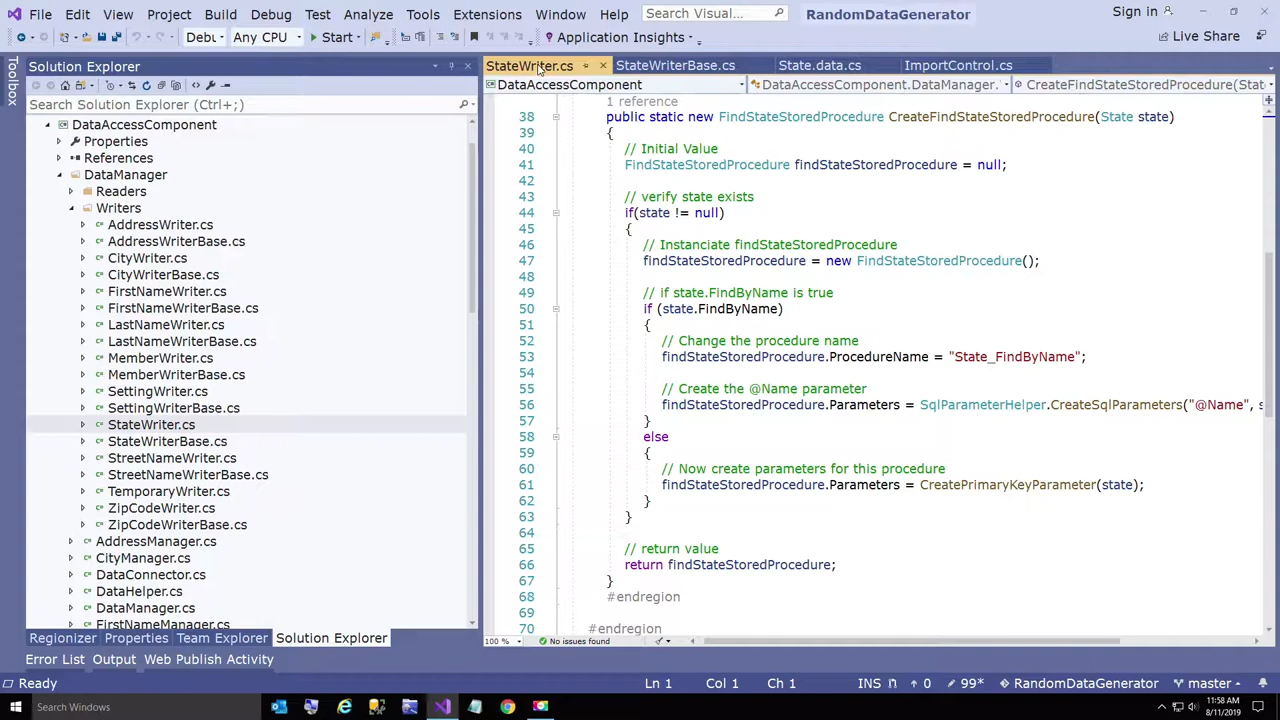 File Edit View Project Build Debug Test Analyze Tools Extensions Window Help Search Visual... RandomDataGenerator Sign in
Debu Any CPU Start Application Insights Live Share
Toolbox
Solution Explorer
Search Solution Explorer (Ctrl+;)
DataAccessComponent
Properties
References
DataManager
Readers
Writers
C# AddressWriter.cs
C# AddressWriterBase.cs
C# CityWriter.cs
C# CityWriterBase.cs
C# FirstNameWriter.cs
C# FirstNameWriterBase.cs
C# LastNameWriter.cs
C# LastNameWriterBase.cs
C# MemberWriter.cs
C# MemberWriterBase.cs
C# SettingWriter.cs
C# SettingWriterBase.cs
C# StateWriter.cs
C# StateWriterBase.cs
C# StreetNameWriter.cs
C# StreetNameWriterBase.cs
C# TemporaryWriter.cs
C# ZipCodeWriter.cs
C# ZipCodeWriterBase.cs
C# AddressManager.cs
C# CityManager.cs
C# DataConnector.cs
C# DataHelper.cs
C# DataManager.cs
C# FirstNameManager.cs
Regionizer Properties Team Explorer Solution Explorer
StateWriter.cs StateWriterBase.cs State.data.cs ImportControl.cs
DataAccessComponent DataAccessComponent.DataManager. CreateFindStateStoredProcedure(Stat
1 reference
38 public static new FindStateStoredProcedure CreateFindStateStoredProcedure(State state)
39 {
40 // Initial Value
41 FindStateStoredProcedure findStateStoredProcedure = null;
42
43 // verify state exists
44 if(state != null)
45 {
46 // Instanciate findStateStoredProcedure
47 findStateStoredProcedure = new FindStateStoredProcedure();
48
49 // if state.FindByName is true
50 if (state.FindByName)
51 {
52 // Change the procedure name
53 findStateStoredProcedure.ProcedureName = "State_FindByName";
54
55 // Create the @Name parameter
56 findStateStoredProcedure.Parameters = SqlParameterHelper.CreateSqlParameters("@Name", s
57 }
58 else
59 {
60 // Now create parameters for this procedure
61 findStateStoredProcedure.Parameters = CreatePrimaryKeyParameter(state);
62 }
63 }
64
65 // return value
66 return findStateStoredProcedure;
67 }
68 #endregion
69
70 #endregion
100 % No issues found
Error List Output Web Publish Activity
Ready Ln 1 Col 1 Ch 1 INS 0 99* RandomDataGenerator master
Search Windows
11:58 AM
8/11/2019